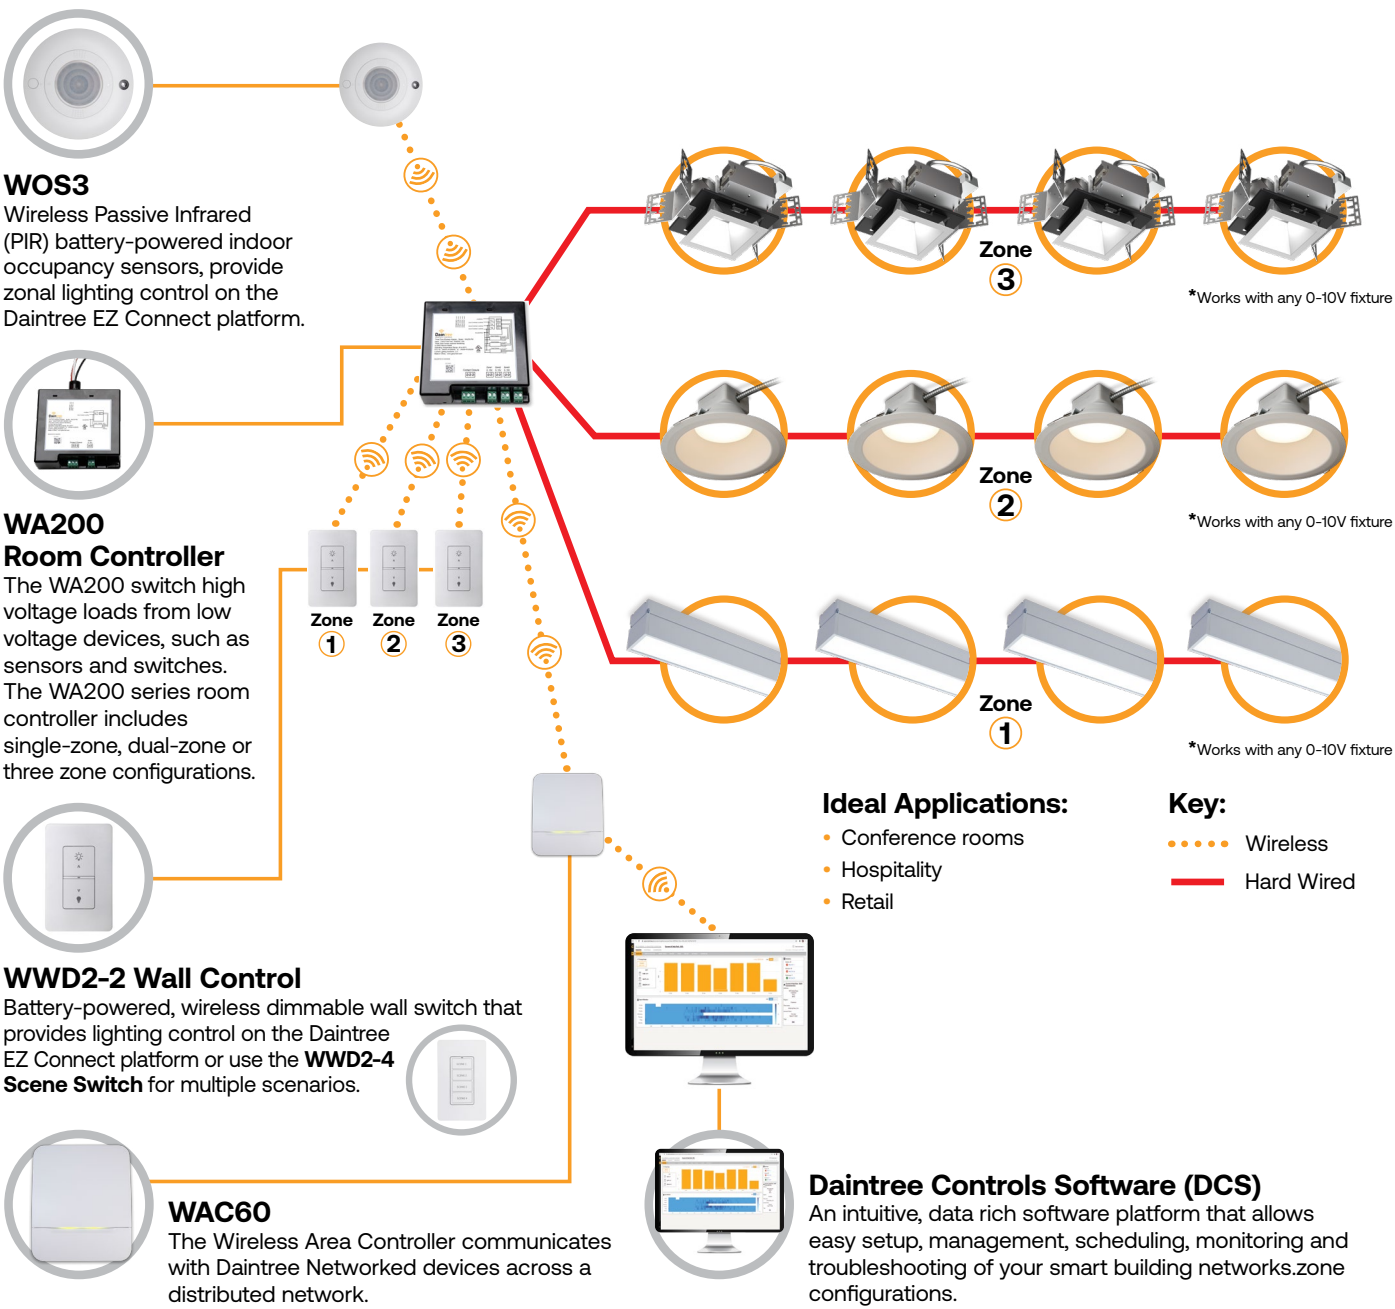 WOS3
Wireless Passive Infrared
(PIR) battery-powered indoor
occupancy sensors, provide
zonal lighting control on the
Daintree EZ Connect platform.
WA200
Room Controller
The WA200 switch high
voltage loads from low
voltage devices, such as
sensors and switches.
The WA200 series room
controller includes
single-zone, dual-zone or
three zone configurations.
Zone
1
Zone
2
Zone
3
Zone
3
*Works with any 0-10V fixture
Zone
2
*Works with any 0-10V fixture
Zone
1
*Works with any 0-10V fixture
Ideal Applications:
• Conference rooms
• Hospitality
• Retail
Key:
Wireless
Hard Wired
WWD2-2 Wall Control
Battery-powered, wireless dimmable wall switch that
provides lighting control on the Daintree
EZ Connect platform or use the WWD2-4
Scene Switch for multiple scenarios.
WAC60
The Wireless Area Controller communicates
with Daintree Networked devices across a
distributed network.
Daintree Controls Software (DCS)
An intuitive, data rich software platform that allows
easy setup, management, scheduling, monitoring and
troubleshooting of your smart building networks.zone
configurations.